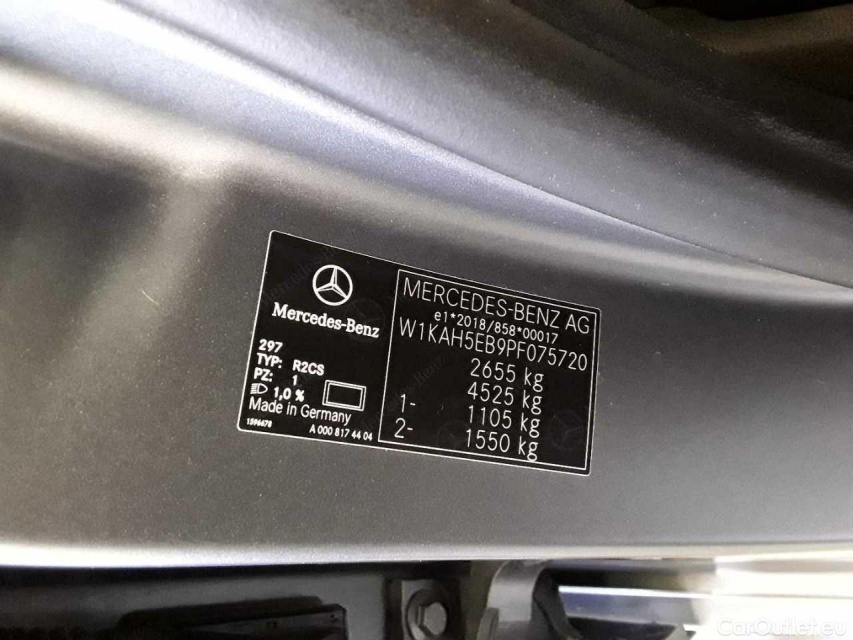 Mercedes-Benz
297
TYP: R2CS
PZ: 1
1,0 %
Made in Germany
1596678
A 000 817 44 04
MERCEDES-BENZ AG
e1*2018/858*00017
W1KAH5EB9PF075720
2655 kg
4525 kg
1- 1105 kg
2- 1550 kg
CarOutlet.eu